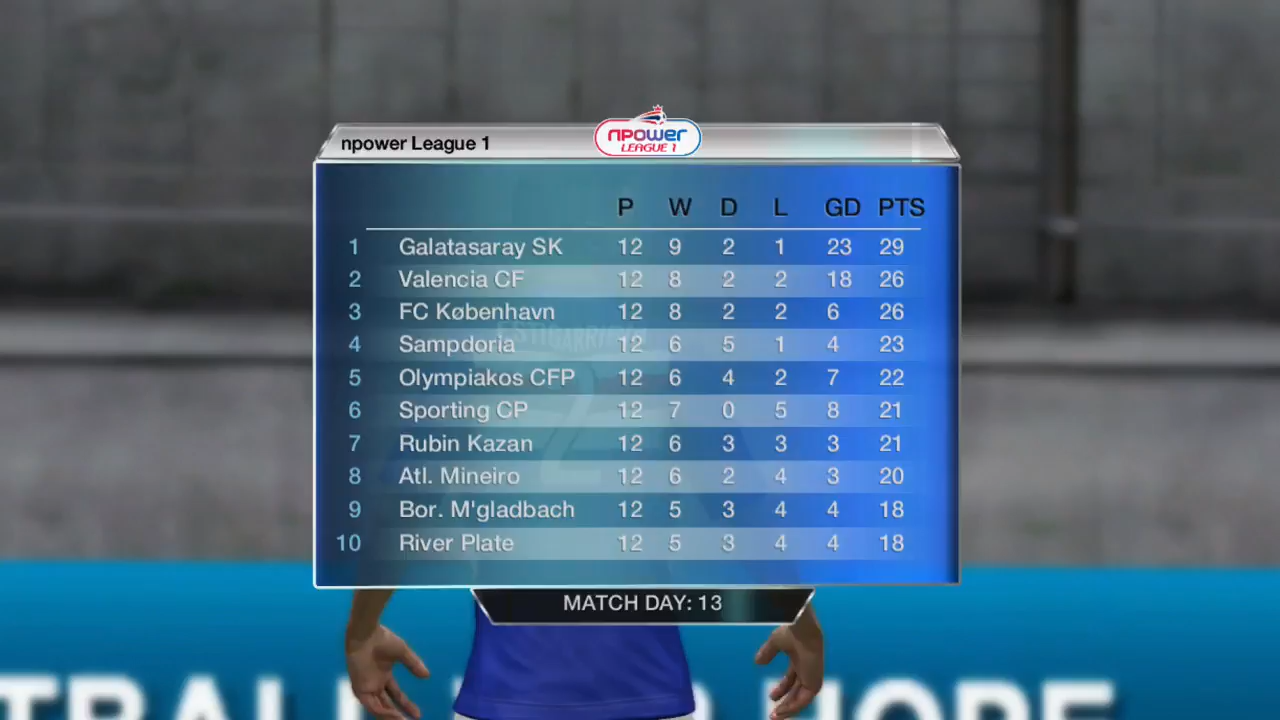 npower League 1
npower
LEAGUE 1
P W D L GD PTS
1 Galatasaray SK 12 9 2 1 23 29
2 Valencia CF 12 8 2 2 18 26
3 FC København 12 8 2 2 6 26
4 Sampdoria 12 6 5 1 4 23
5 Olympiakos CFP 12 6 4 2 7 22
6 Sporting CP 12 7 0 5 8 21
7 Rubin Kazan 12 6 3 3 3 21
8 Atl. Mineiro 12 6 2 4 3 20
9 Bor. M'gladbach 12 5 3 4 4 18
10 River Plate 12 5 3 4 4 18
2
MATCH DAY: 13
HOPE